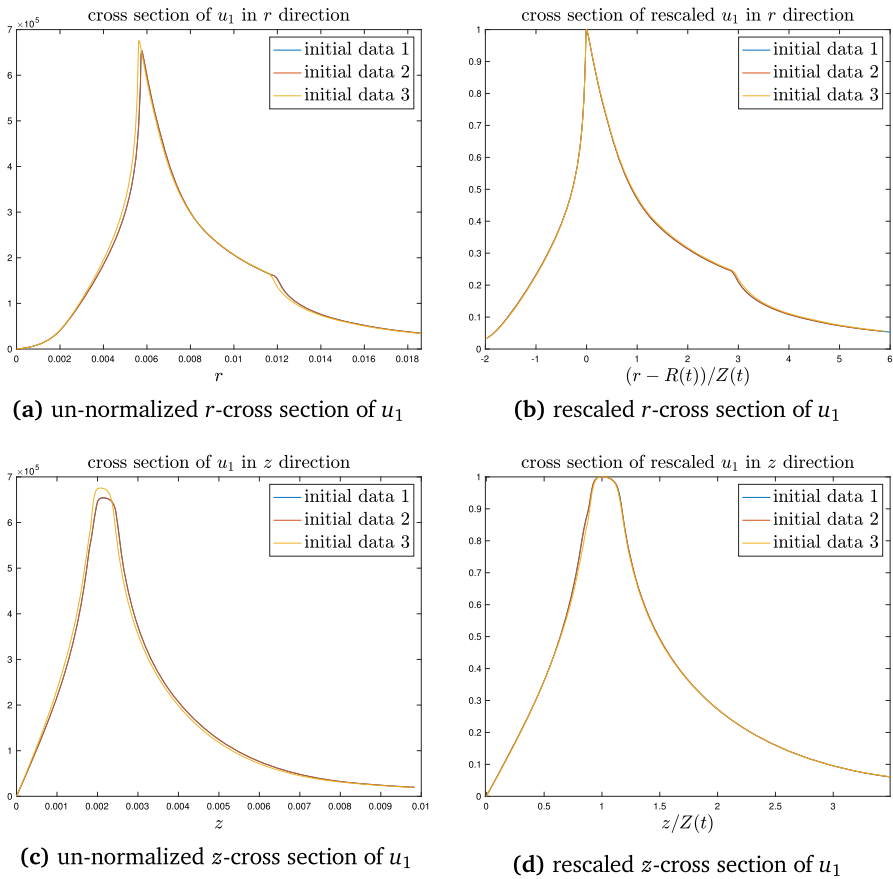 cross section of u₁ in r direction
×10⁵
7
6
5
4
3
2
1
0
0 0.002 0.004 0.006 0.008 0.01 0.012 0.014 0.016 0.018
r
initial data 1
initial data 2
initial data 3
(a) un-normalized r-cross section of u₁
cross section of rescaled u₁ in r direction
1
0.9
0.8
0.7
0.6
0.5
0.4
0.3
0.2
0.1
0
-2 -1 0 1 2 3 4 5 6
(r − R(t))/Z(t)
initial data 1
initial data 2
initial data 3
(b) rescaled r-cross section of u₁
cross section of u₁ in z direction
×10⁵
7
6
5
4
3
2
1
0
0 0.001 0.002 0.003 0.004 0.005 0.006 0.007 0.008 0.009 0.01
z
initial data 1
initial data 2
initial data 3
(c) un-normalized z-cross section of u₁
cross section of rescaled u₁ in z direction
1
0.9
0.8
0.7
0.6
0.5
0.4
0.3
0.2
0.1
0
0 0.5 1 1.5 2 2.5 3
z/Z(t)
initial data 1
initial data 2
initial data 3
(d) rescaled z-cross section of u₁